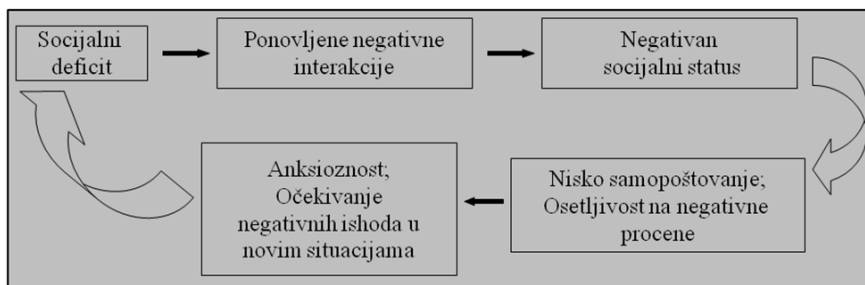 Socijalni
deficit
Ponovljene negativne
interakcije
Negativan
socijalni status
Nisko samopoštovanje;
Osetljivost na negativne
procene
Anksioznost;
Očekivanje
negativnih ishoda u
novim situacijama